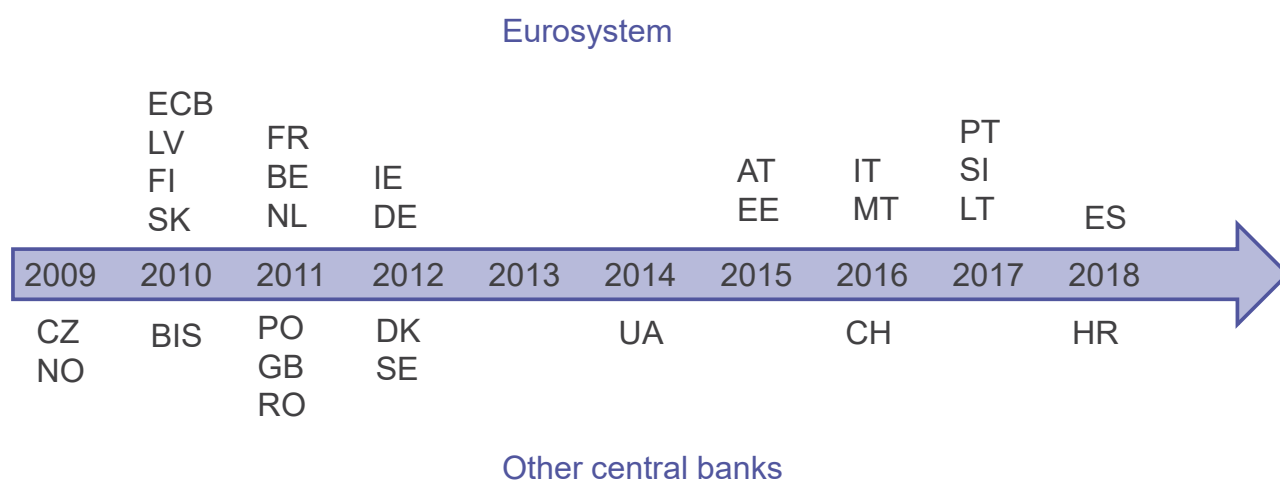 Eurosystem
ECB
LV
FI
SK
FR
BE
NL
IE
DE
AT
EE
IT
MT
PT
SI
LT
ES
2009 2010 2011 2012 2013 2014 2015 2016 2017 2018
CZ
NO
BIS
PO
GB
RO
DK
SE
UA
CH
HR
Other central banks